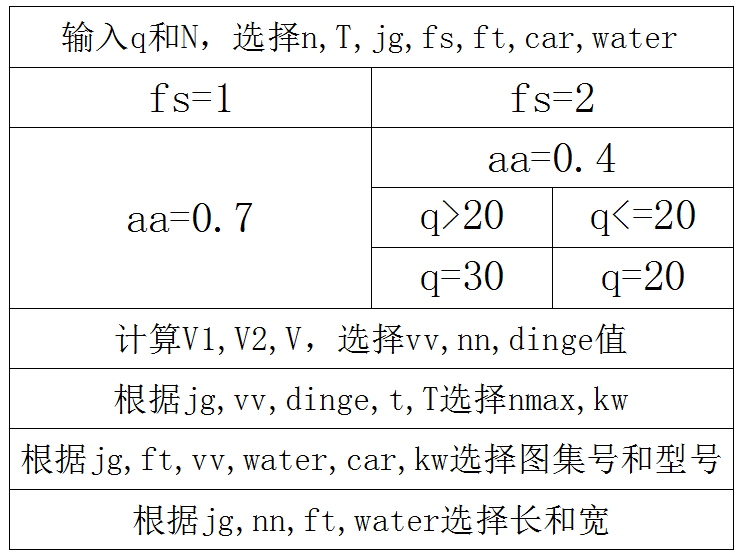 输入q和N，选择n,T,jg,fs,ft,car,water
fs=1 fs=2
aa=0.7
aa=0.4
q>20 q<=20
q=30 q=20
计算V1,V2,V，选择vv,nn,dinge值
根据jg,vv,dinge,t,T选择nmax,kw
根据jg,ft,vv,water,car,kw选择图集号和型号
根据jg,nn,ft,water选择长和宽